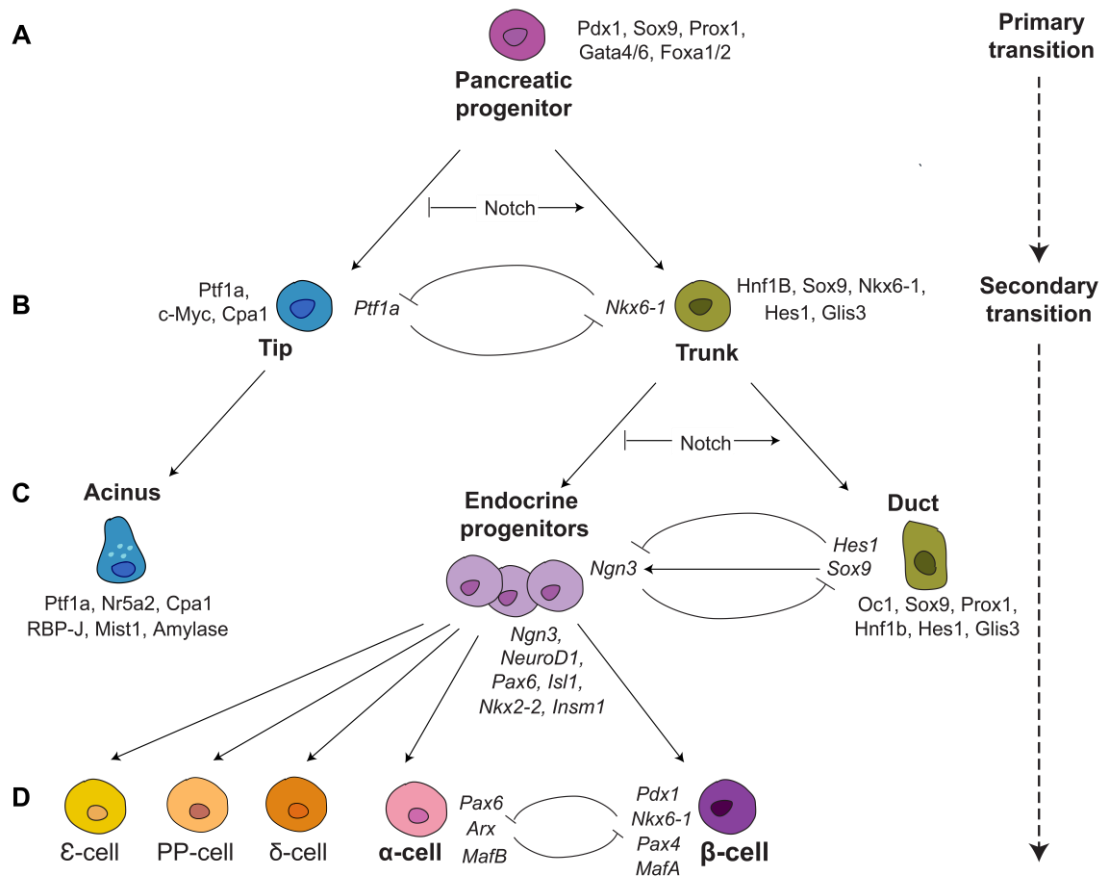 A
Pdx1, Sox9, Prox1,
Gata4/6, Foxa1/2
Primary
transition
Pancreatic
progenitor
Notch
B
Ptf1a,
c-Myc, Cpa1
Ptf1a
Nkx6-1
Hnf1B, Sox9, Nkx6-1,
Hes1, Glis3
Secondary
transition
Tip
Trunk
Notch
C
Acinus
Endocrine
progenitors
Duct
Ngn3
Hes1
Sox9
Ptf1a, Nr5a2, Cpa1
RBP-J, Mist1, Amylase
Oc1, Sox9, Prox1,
Hnf1b, Hes1, Glis3
Ngn3,
NeuroD1,
Pax6, Isl1,
Nkx2-2, Insm1
D
Pax6
Arx
MafB
Pdx1
Nkx6-1
Pax4
MafA
Ɛ-cell
PP-cell
δ-cell
α-cell
β-cell